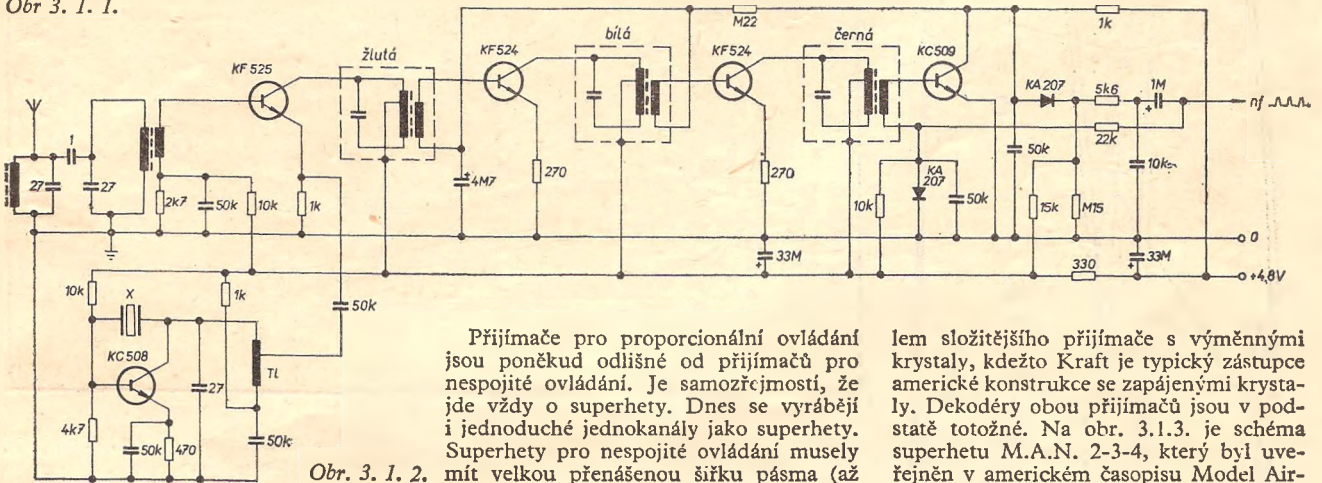 Obr 3. 1. 1.
M22
1k
žlutá
bílá
černá
KF 525
KF524
KF524
KC509
KA 207
5k6
1M
nf
22k
1
27
27
2k7
50k
10k
1k
4M7
270
270
10k
KA
207
50k
50k
15k
M15
10k
0
33M
330
33M
+4,8V
10k
X
1k
50k
KC508
27
Tl
4k7
50k
470
50k
Obr. 3. 1. 2.
Přijímače pro proporcionální ovládání
jsou poněkud odlišné od přijímačů pro
nespojité ovládání. Je samozřejmostí, že
jde vždy o superhety. Dnes se vyrábějí
i jednoduché jednokanály jako superhety.
Superhety pro nespojité ovládání musely
mít velkou přenášenou šířku pásma (až
lem složitějšího přijímače s výměnnými
krystaly, kdežto Kraft je typický zástupce
americké konstrukce se zapájenými krysta-
ly. Dekodéry obou přijímačů jsou v pod-
statě totožné. Na obr. 3.1.3. je schéma
superhetu M.A.N. 2-3-4, který byl uve-
řejněn v americkém časopisu Model Air-